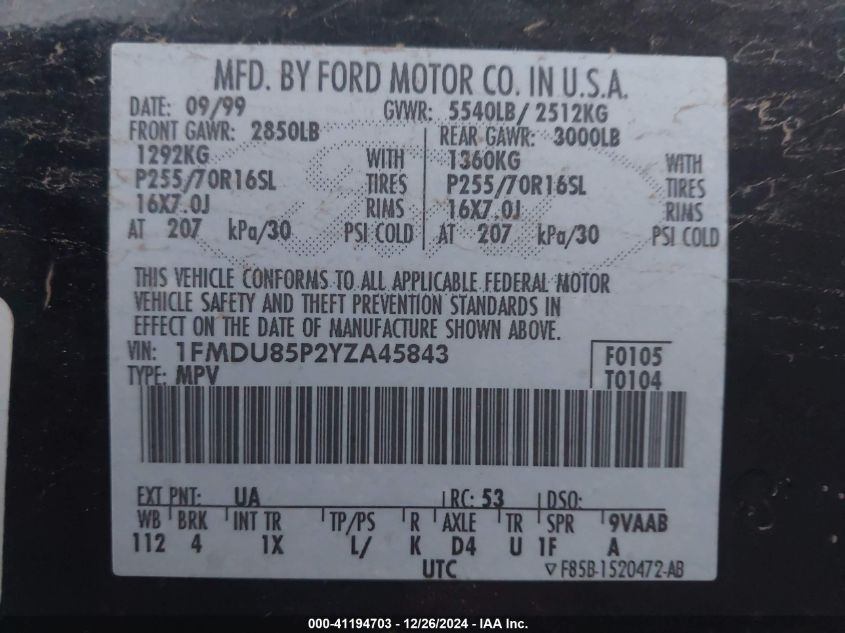 MFD. BY FORD MOTOR CO. IN U.S.A.
DATE: 09/99 GVWR: 5540LB/ 2512KG
FRONT GAWR: 2850LB REAR GAWR: 3000LB
1292KG WITH 1360KG WITH
P255/70R16SL TIRES P255/70R16SL TIRES
16X7.0J RIMS 16X7.0J RIMS
AT 207 kPa/30 PSI COLD AT 207 kPa/30 PSI COLD
THIS VEHICLE CONFORMS TO ALL APPLICABLE FEDERAL MOTOR
VEHICLE SAFETY AND THEFT PREVENTION STANDARDS IN
EFFECT ON THE DATE OF MANUFACTURE SHOWN ABOVE.
VIN: 1FMDU85P2YZA45843 F0105
TYPE: MPV T0104
EXT PNT: UA RC: 53 DSO:
WB BRK INT TR TP/PS R AXLE TR SPR 9VAAB
112 4 1X L/ K D4 U 1F A
UTC ▽ F85B-1520472-AB
000-41194703 - 12/26/2024 - IAA Inc.